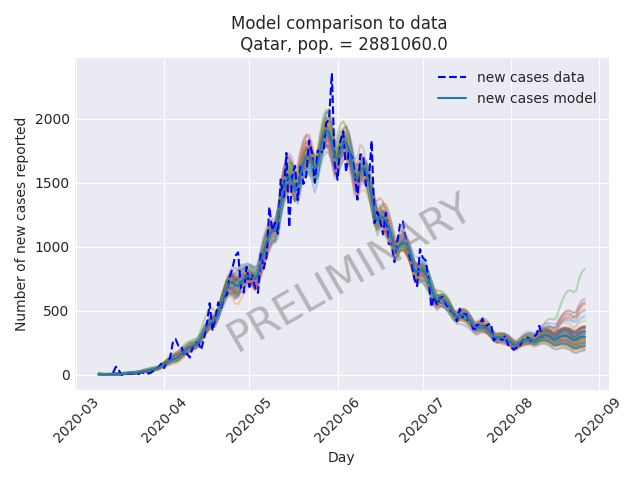 Model comparison to data
Qatar, pop. = 2881060.0
new cases data
new cases model
Number of new cases reported
2000
1500
1000
500
0
PRELIMINARY
2020-03
2020-04
2020-05
2020-06
2020-07
2020-08
2020-09
Day